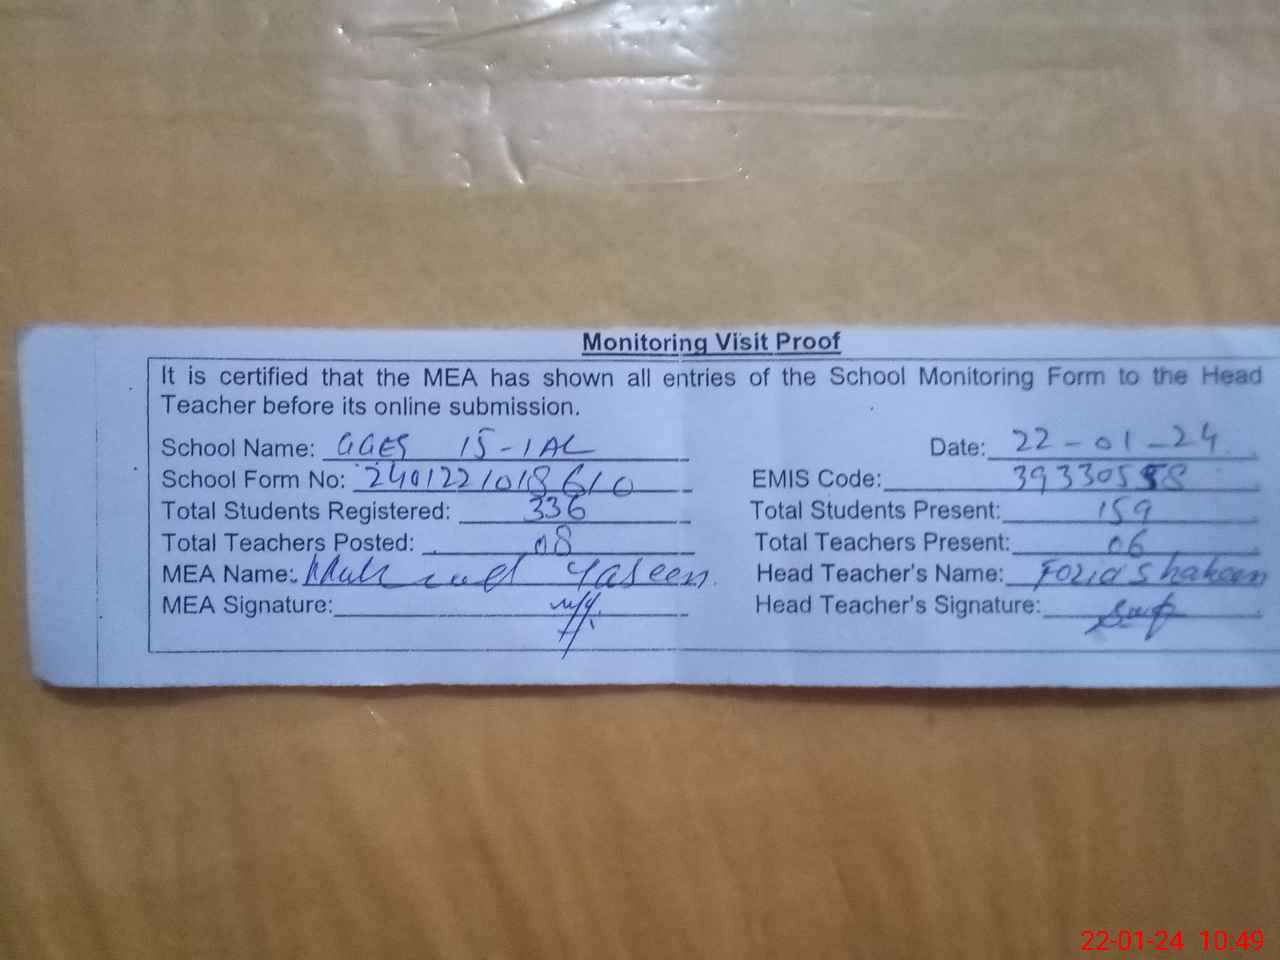 Monitoring Visit Proof
It is certified that the MEA has shown all entries of the School Monitoring Form to the Head
Teacher before its online submission.
School Name: GGES 15-1AL Date: 22-01-24
School Form No: 2401221018610 EMIS Code: 39330558
Total Students Registered: 336 Total Students Present: 159
Total Teachers Posted: 08 Total Teachers Present: 06
MEA Name: Yaseen Head Teacher's Name: Fozia Shaheen
MEA Signature: Head Teacher's Signature:
22-01-24 10:49